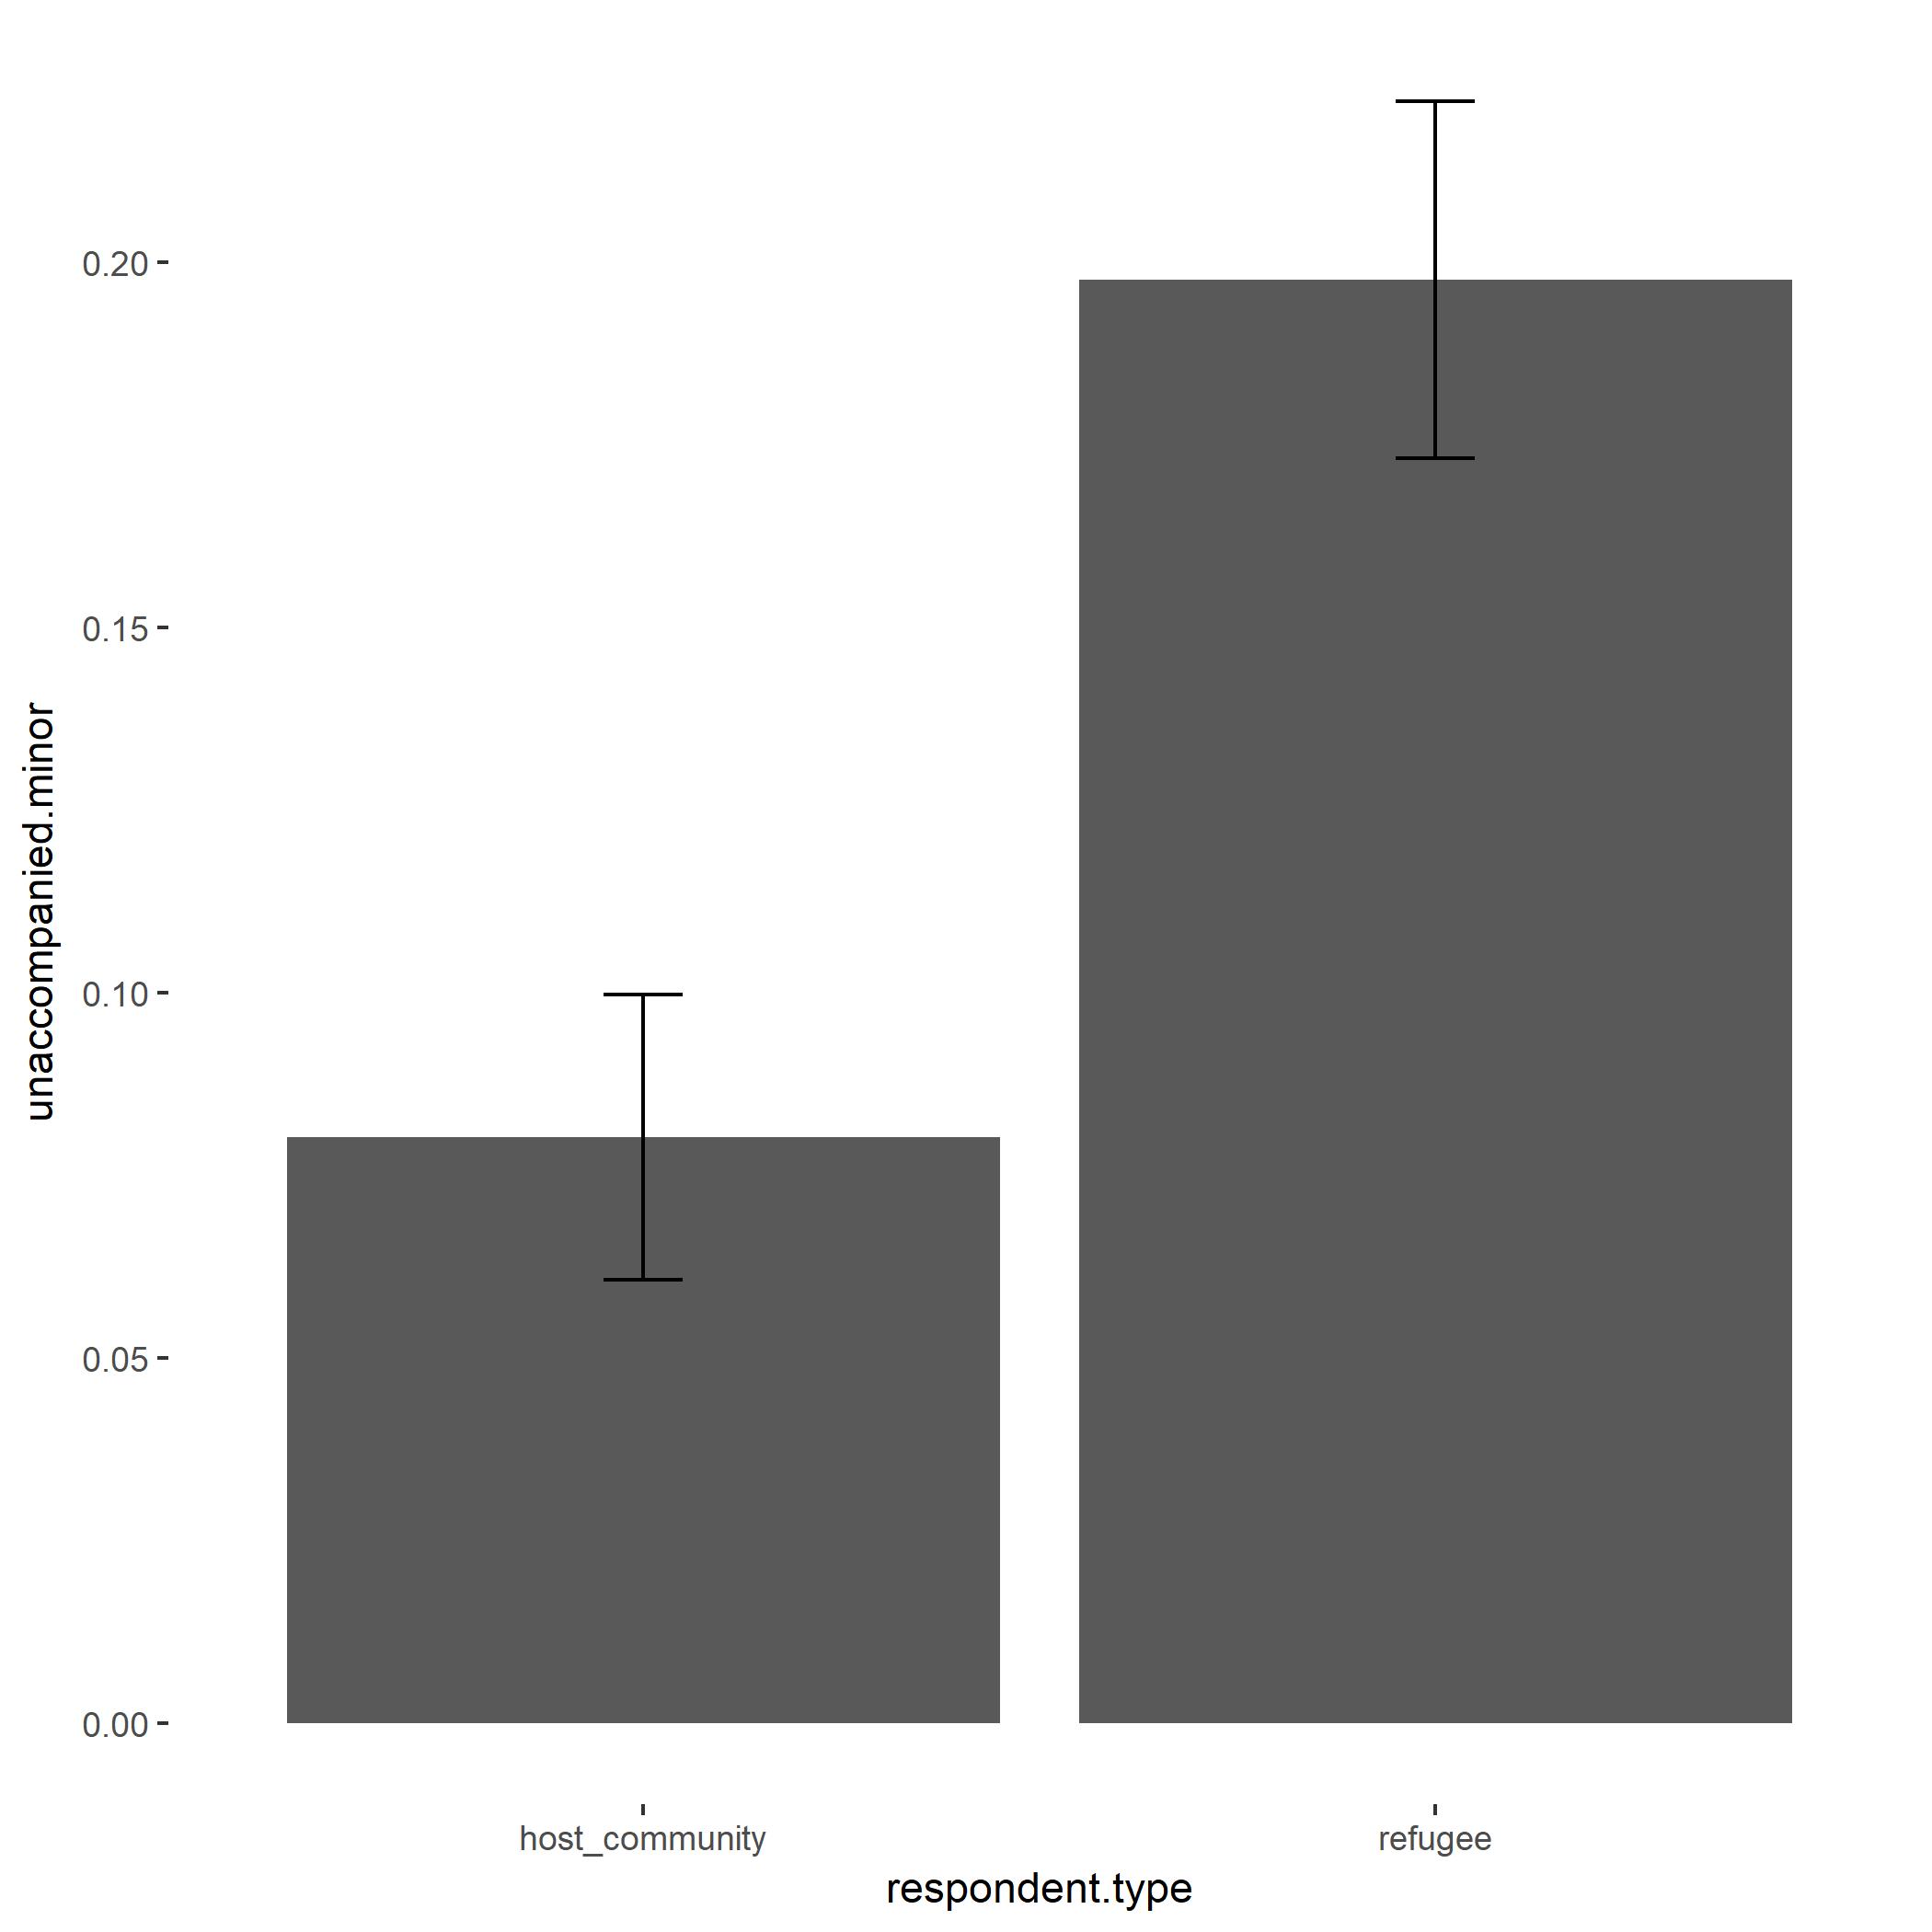 0.20
0.15
0.10
0.05
0.00
unaccompanied.minor
host_community
refugee
respondent.type